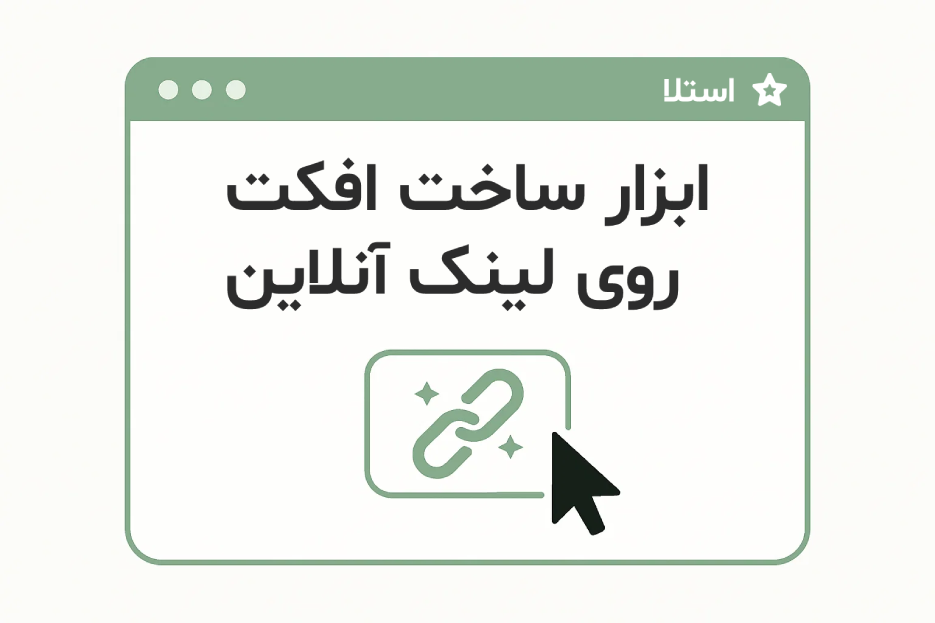 استلا
ابزار ساخت افکت
روی لینک آنلاین